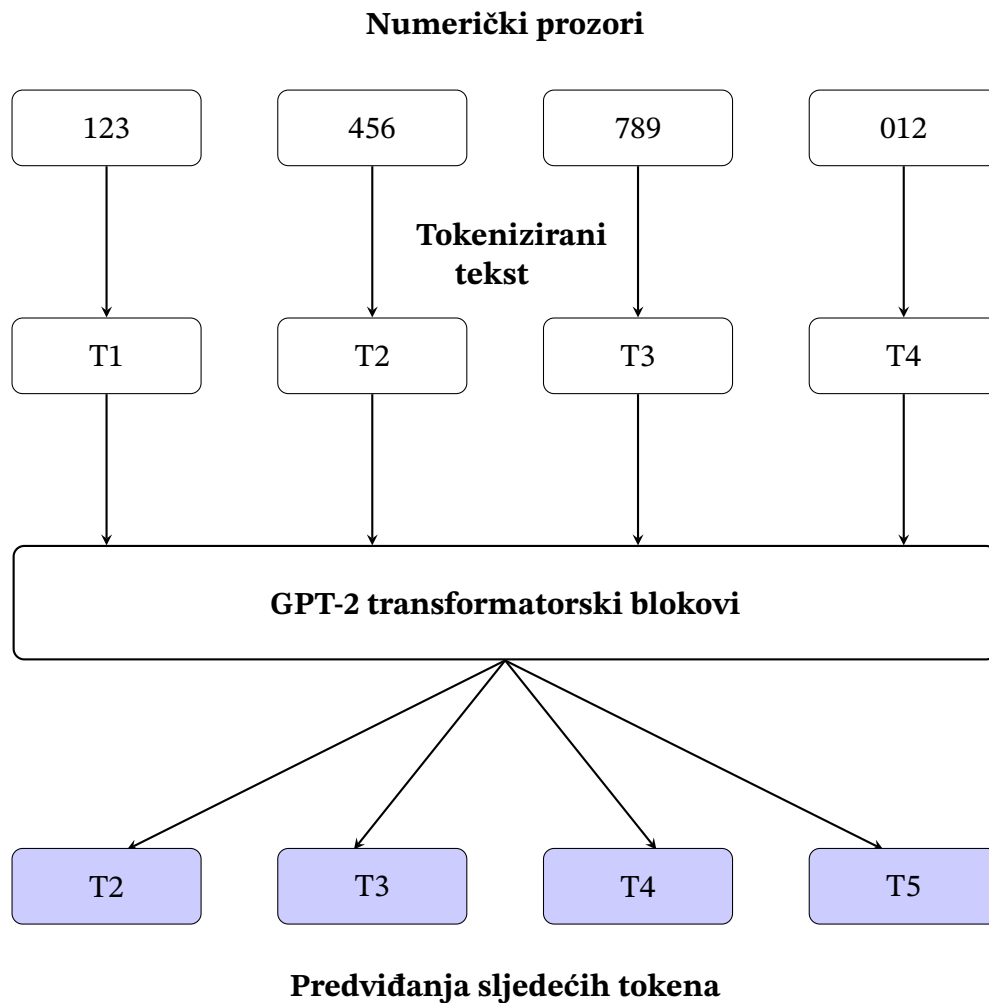 Numerički prozori
123
456
789
012
Tokenizirani
tekst
T1
T2
T3
T4
GPT-2 transformatorski blokovi
T2
T3
T4
T5
Predviđanja sljedećih tokena